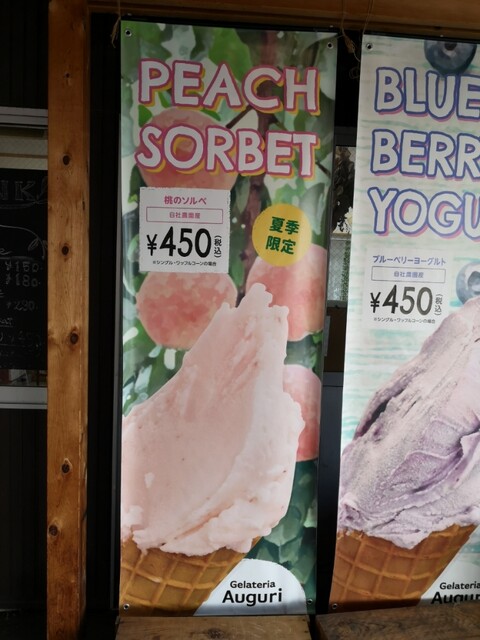 PEACH
SORBET
桃のソルベ
自社農園産
¥450(税込)
※シングル・ワッフルコーンの場合
夏季
限定
Gelateria
Auguri
BLUE
BERR
YOGU
ブルーベリーヨーグルト
自社農園産
¥450(税込)
※シングル・ワッフルコーンの場合
Gelateria
Augur